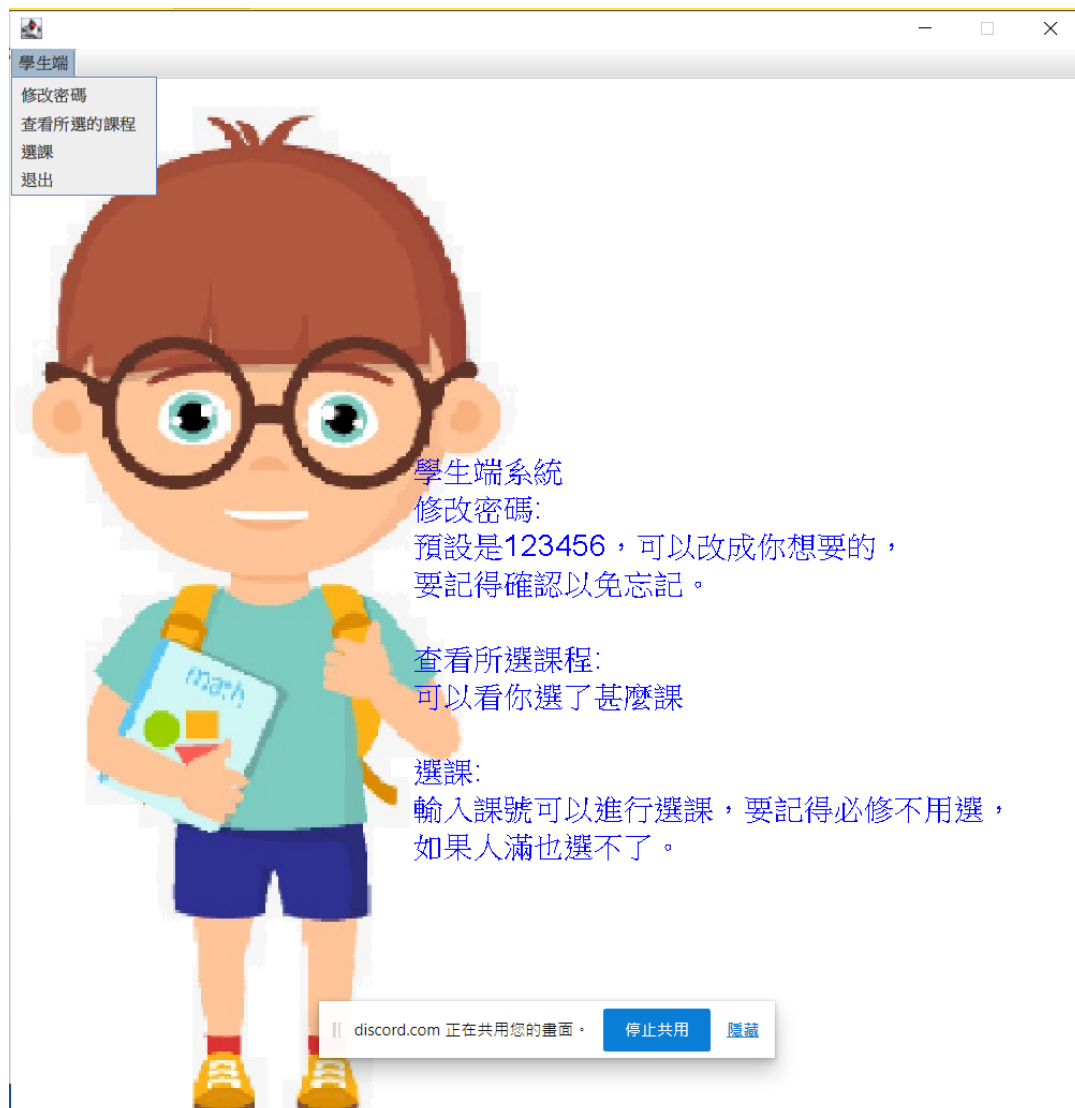 學生端
修改密碼
查看所選的課程
選課
退出
學生端系統
修改密碼:
預設是123456，可以改成你想要的，
要記得確認以免忘記。
查看所選課程:
可以看你選了甚麼課
選課:
輸入課號可以進行選課，要記得必修不用選，
如果人滿也選不了。
math
discord.com 正在共用您的畫面。 停止共用 隱藏